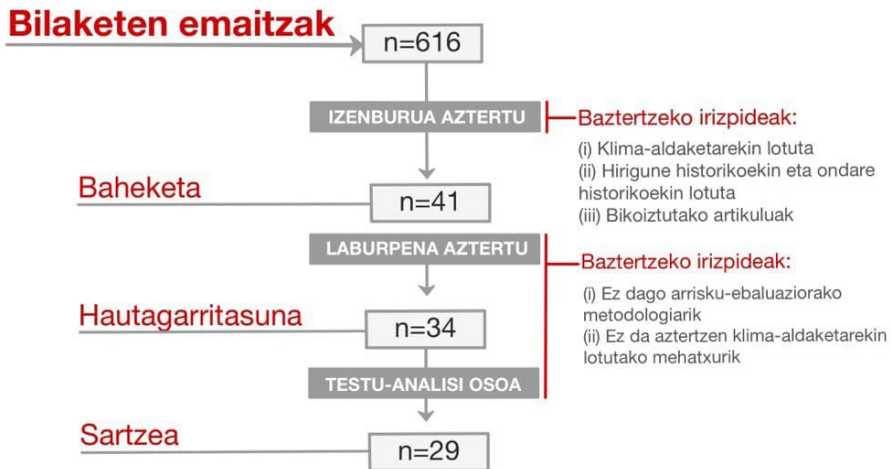 Bilaketen emaitzak
n=616
IZENBURUA AZTERTU
Baztertzeko irizpideak:
(i) Klima-aldaketarekin lotuta
(ii) Hirigune historikoekin eta ondare
historikoekin lotuta
(iii) Bikoiztutako artikuluak
Baheketa
n=41
LABURPENA AZTERTU
Baztertzeko irizpideak:
(i) Ez dago arrisku-ebaluaziorako
metodologiarik
(ii) Ez da aztertzen klima-aldaketarekin
lotutako mehatxurik
Hautagarritasuna
n=34
TESTU-ANALISI OSOA
Sartzea
n=29